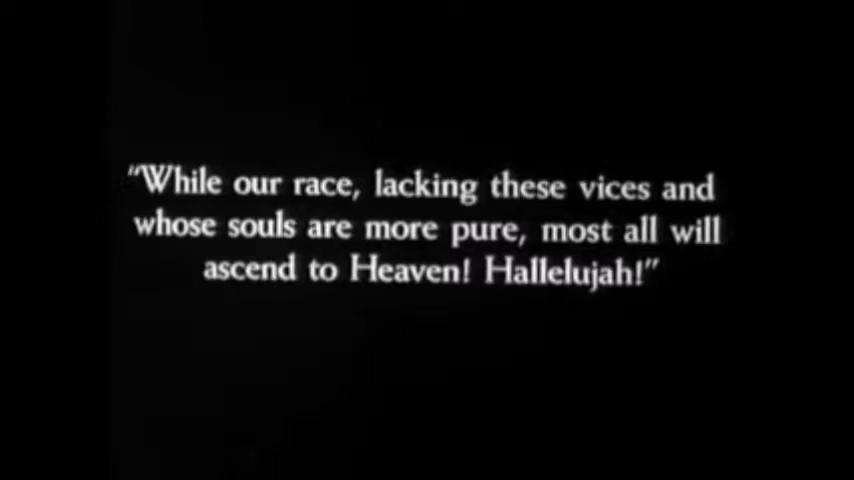 "While our race, lacking these vices and
whose souls are more pure, most all will
ascend to Heaven! Hallelujah!"